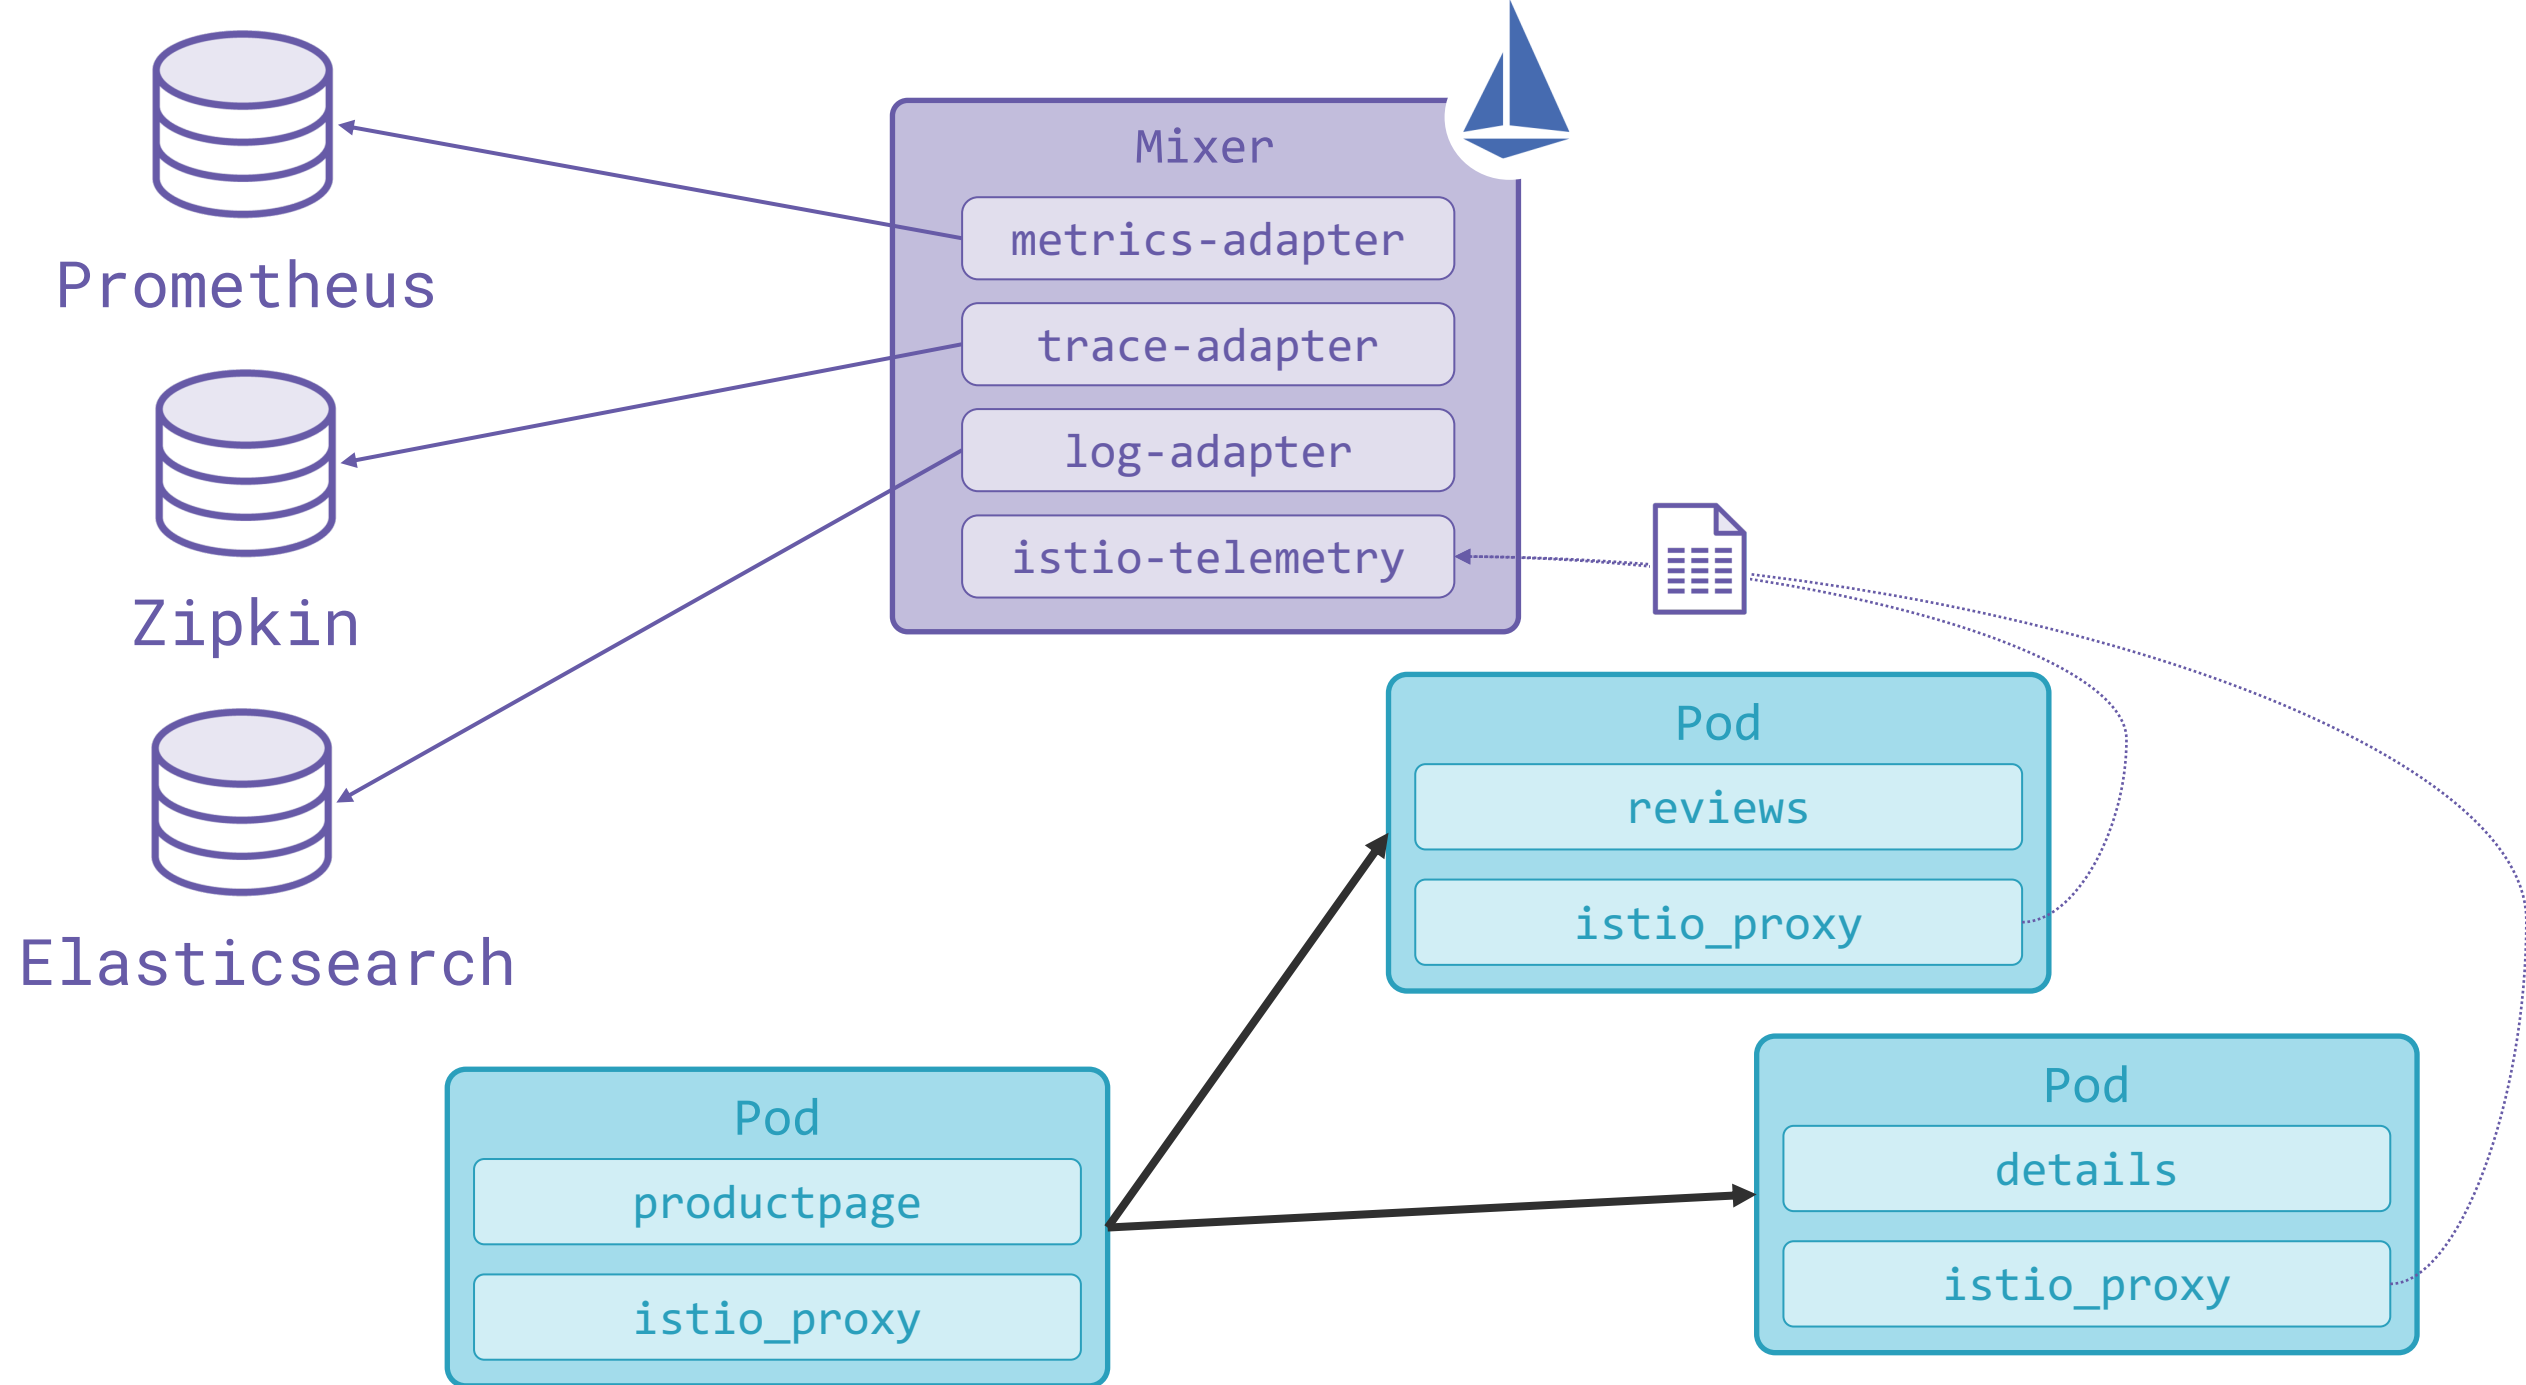 Prometheus
Zipkin
Elasticsearch
Mixer
metrics-adapter
trace-adapter
log-adapter
istio-telemetry
Pod
reviews
istio_proxy
Pod
productpage
istio_proxy
Pod
details
istio_proxy